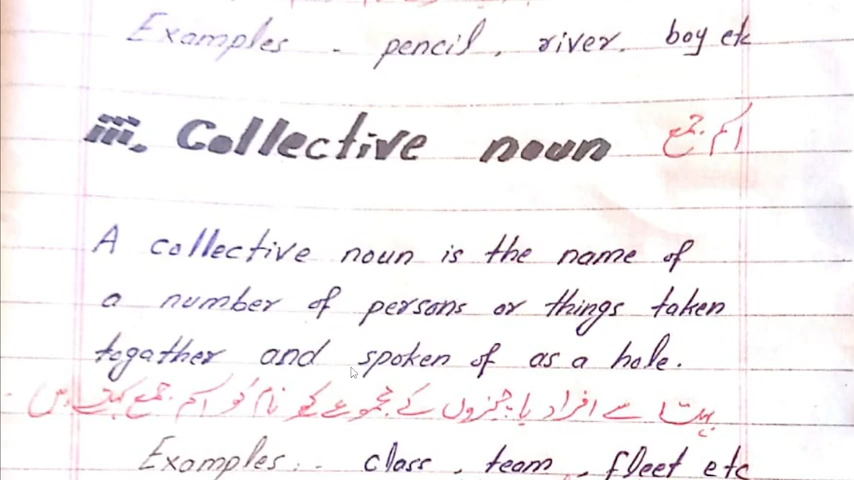 Examples - pencil, river, boy etc
iii. Collective noun اسم جمع
A collective noun is the name of
a number of persons or things taken
togather and spoken of as a hole.
بہت سے افراد یا چیزوں کے مجموعے کے نام کو اسم جمع کہتے ہیں -
Examples: - class, team, fleet etc